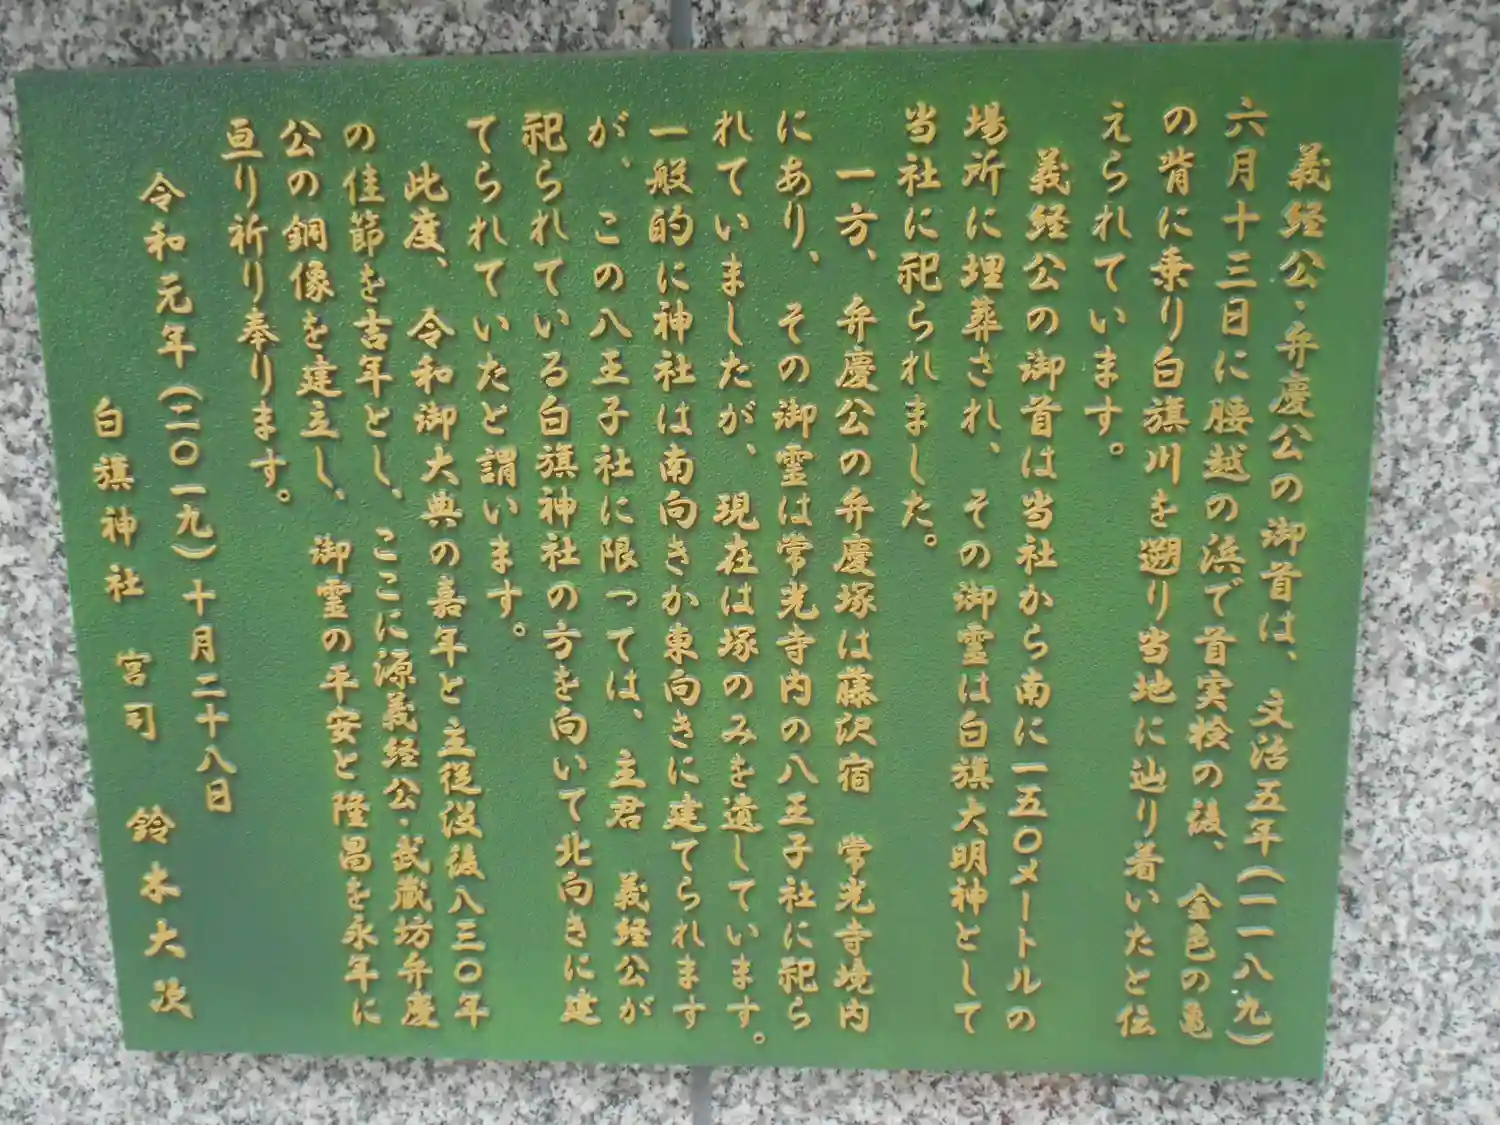 義経公・弁慶公の御首は、文治五年（一一八九）
六月十三日に腰越の浜で首実検の後、金色の亀
の背に乗り白旗川を遡り当地に辿り着いたと伝
えられています。
義経公の御首は当社から南に一五〇メートルの
場所に埋葬され、その御霊は白旗大明神として
当社に祀られました。
一方、弁慶公の弁慶塚は藤沢宿 常光寺境内
にあり、その御霊は常光寺内の八王子社に祀ら
れていましたが、現在は塚のみを遺しています。
一般的に神社は南向きか東向きに建てられます
が、この八王子社に限っては、主君 義経公が
祀られている白旗神社の方を向いて北向きに建
てられていたと謂います。
此度、令和御大典の嘉年と主従没後八三〇年
の佳節を吉年とし、ここに源義経公・武蔵坊弁慶
公の銅像を建立し、御霊の平安と隆昌を永年に
亘り祈り奉ります。
令和元年（二〇一九）十月二十八日
白旗神社 宮司 鈴木大次